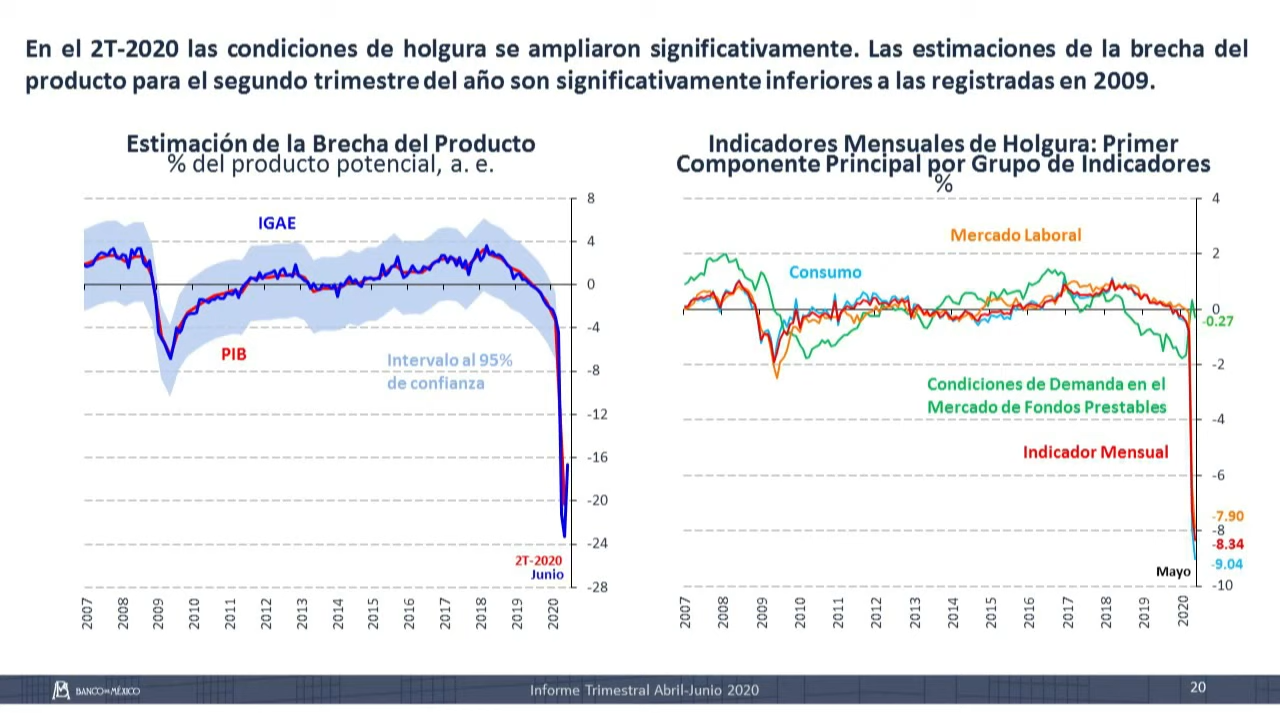 En el 2T-2020 las condiciones de holgura se ampliaron significativamente. Las estimaciones de la brecha del
producto para el segundo trimestre del año son significativamente inferiores a las registradas en 2009.
Estimación de la Brecha del Producto
% del producto potencial, a. e.
8
4
0
-4
-8
-12
-16
-20
-24
-28
IGAE
PIB
Intervalo al 95%
de confianza
2T-2020
Junio
2007
2008
2009
2010
2011
2012
2013
2014
2015
2016
2017
2018
2019
2020
Indicadores Mensuales de Holgura: Primer
Componente Principal por Grupo de Indicadores
%
4
2
0
-2
-4
-6
-8
-10
Mercado Laboral
Consumo
-0.27
Condiciones de Demanda en el
Mercado de Fondos Prestables
Indicador Mensual
-7.90
-8.34
-9.04
Mayo
2007
2008
2009
2010
2011
2012
2013
2014
2015
2016
2017
2018
2019
2020
BANCO DE MÉXICO
Informe Trimestral Abril-Junio 2020
20